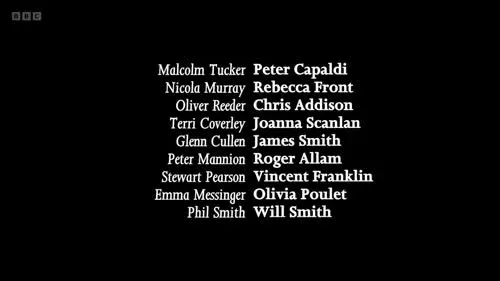 BBC
Malcolm Tucker Peter Capaldi
Nicola Murray Rebecca Front
Oliver Reeder Chris Addison
Terri Coverley Joanna Scanlan
Glenn Cullen James Smith
Peter Mannion Roger Allam
Stewart Pearson Vincent Franklin
Emma Messinger Olivia Poulet
Phil Smith Will Smith